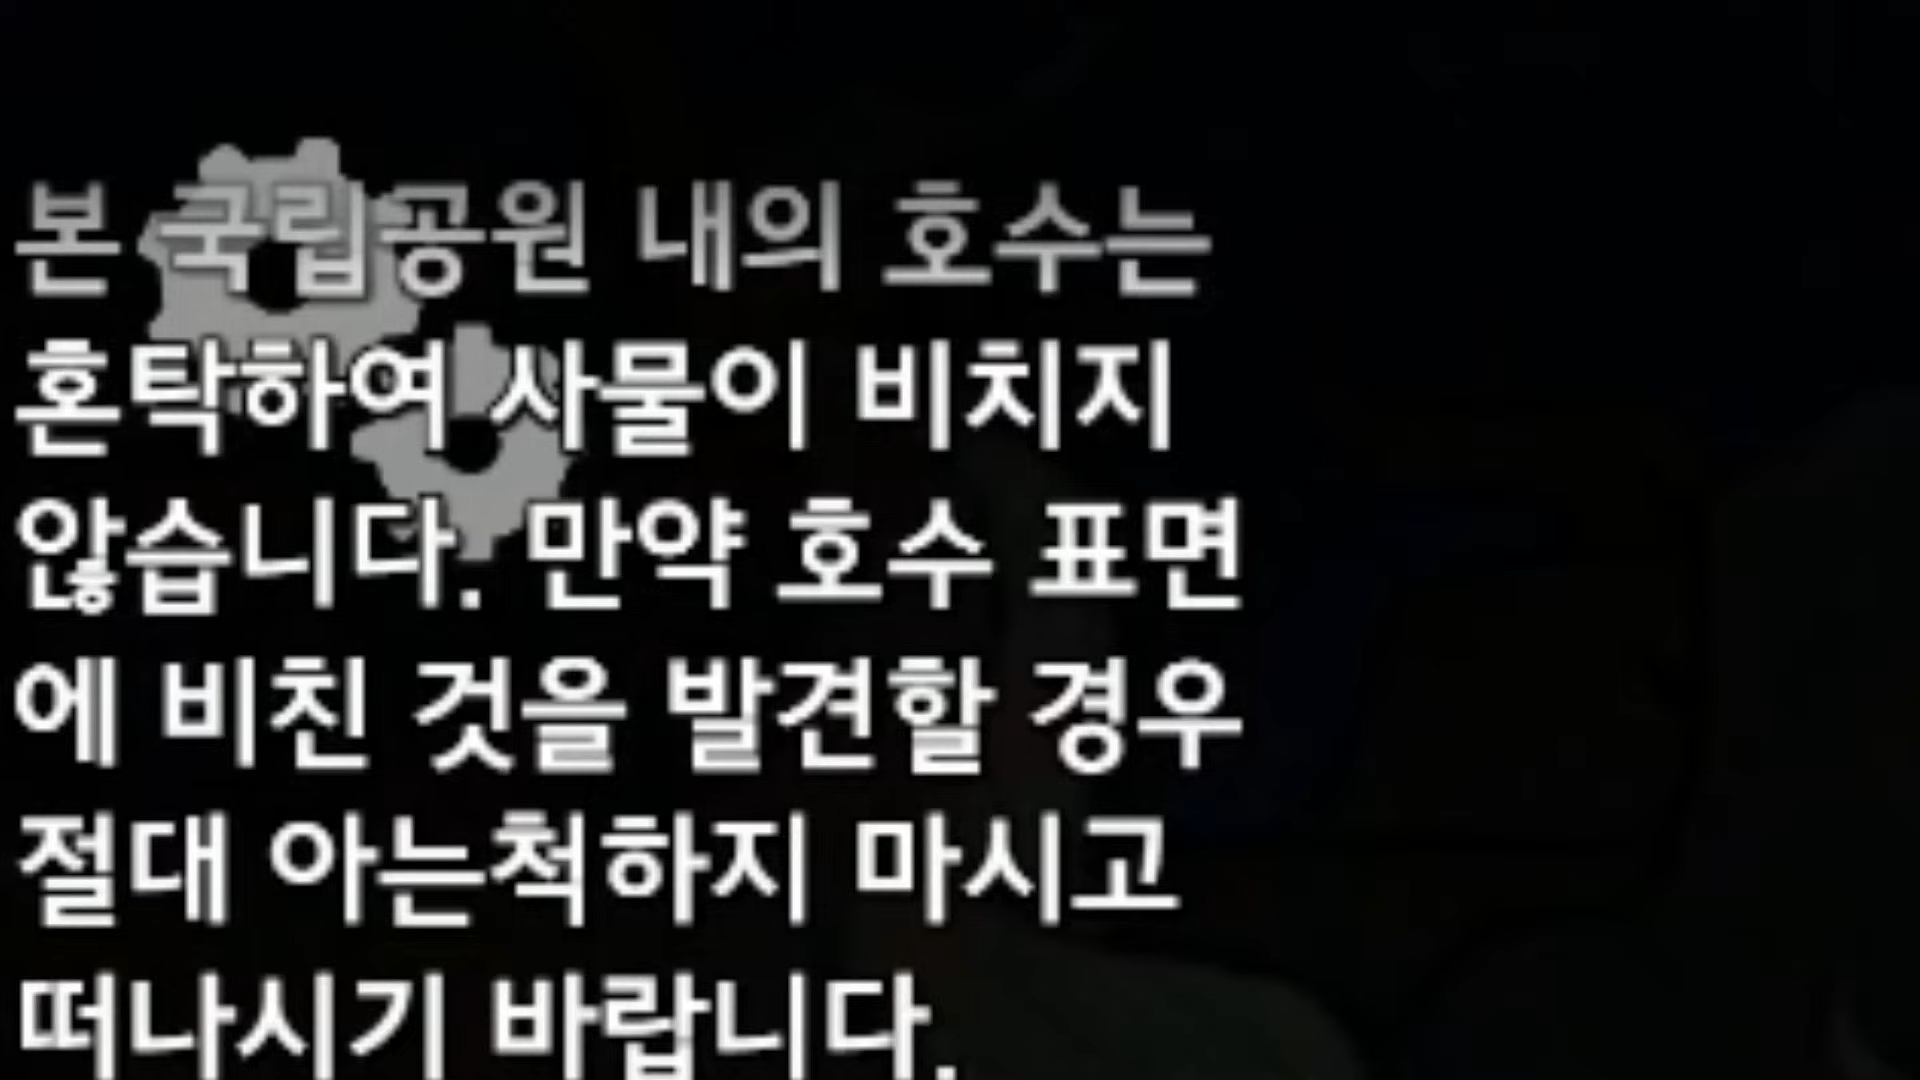 본 국립공원 내의 호수는
혼탁하여 사물이 비치지
않습니다. 만약 호수 표면
에 비친 것을 발견할 경우
절대 아는척하지 마시고
떠나시기 바랍니다.